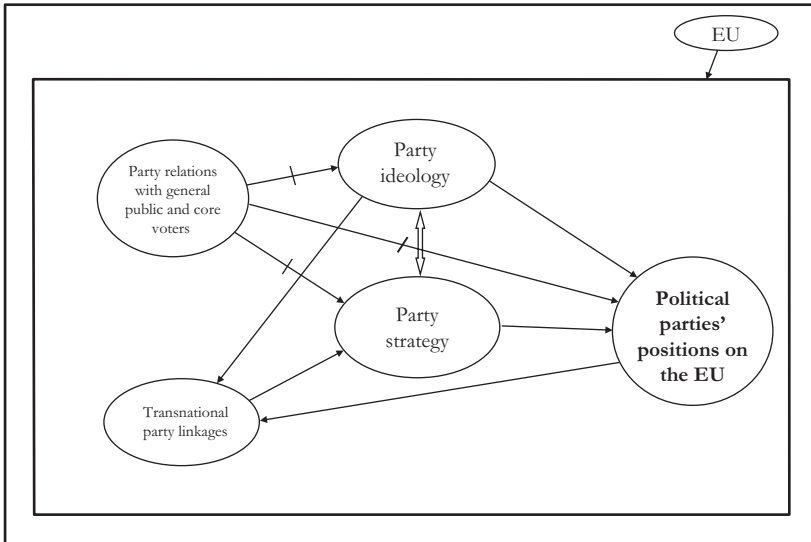 EU
Party relations
with general
public and core
voters
Party
ideology
Party
strategy
Political
parties’
positions on
the EU
Transnational
party linkages